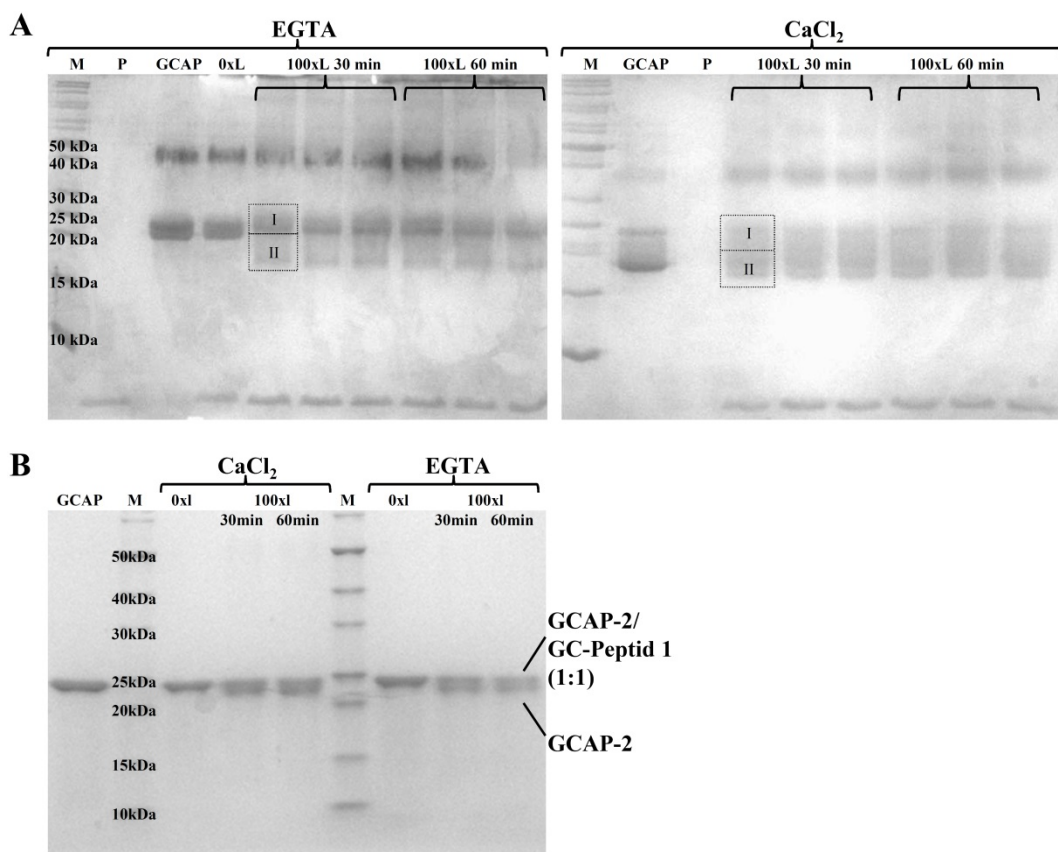 A
EGTA
M P GCAP 0xL 100xL 30 min 100xL 60 min
50 kDa
40 kDa
30 kDa
25 kDa
20 kDa
15 kDa
10 kDa
I
II
CaCl₂
M GCAP P 100xL 30 min 100xL 60 min
I
II
B
CaCl₂ EGTA
GCAP M 0xl 100xl M 0xl 100xl
30min 60min 30min 60min
50kDa
40kDa
30kDa
25kDa
20kDa
15kDa
10kDa
GCAP-2/
GC-Peptid 1
(1:1)
GCAP-2